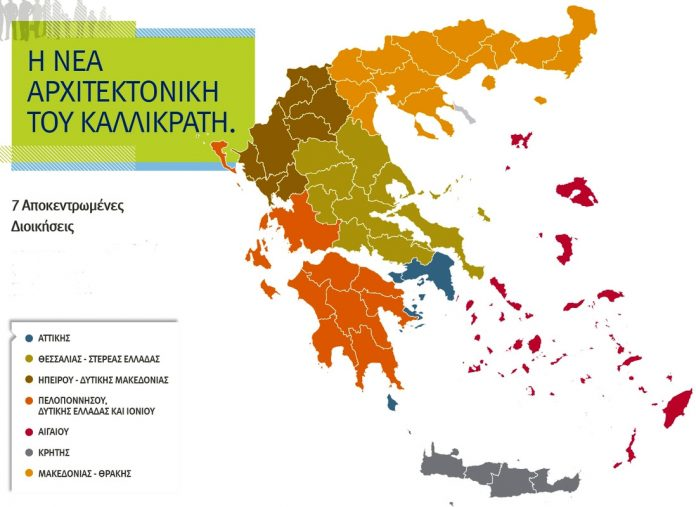 Η ΝΕΑ
ΑΡΧΙΤΕΚΤΟΝΙΚΗ
ΤΟΥ ΚΑΛΛΙΚΡΑΤΗ.
7 Αποκεντρωμένες
Διοικήσεις
ΑΤΤΙΚΗΣ
ΘΕΣΣΑΛΙΑΣ - ΣΤΕΡΕΑΣ ΕΛΛΑΔΑΣ
ΗΠΕΙΡΟΥ - ΔΥΤΙΚΗΣ ΜΑΚΕΔΟΝΙΑΣ
ΠΕΛΟΠΟΝΝΗΣΟΥ,
ΔΥΤΙΚΗΣ ΕΛΛΑΔΑΣ ΚΑΙ ΙΟΝΙΟΥ
ΑΙΓΑΙΟΥ
ΚΡΗΤΗΣ
ΜΑΚΕΔΟΝΙΑΣ - ΘΡΑΚΗΣ